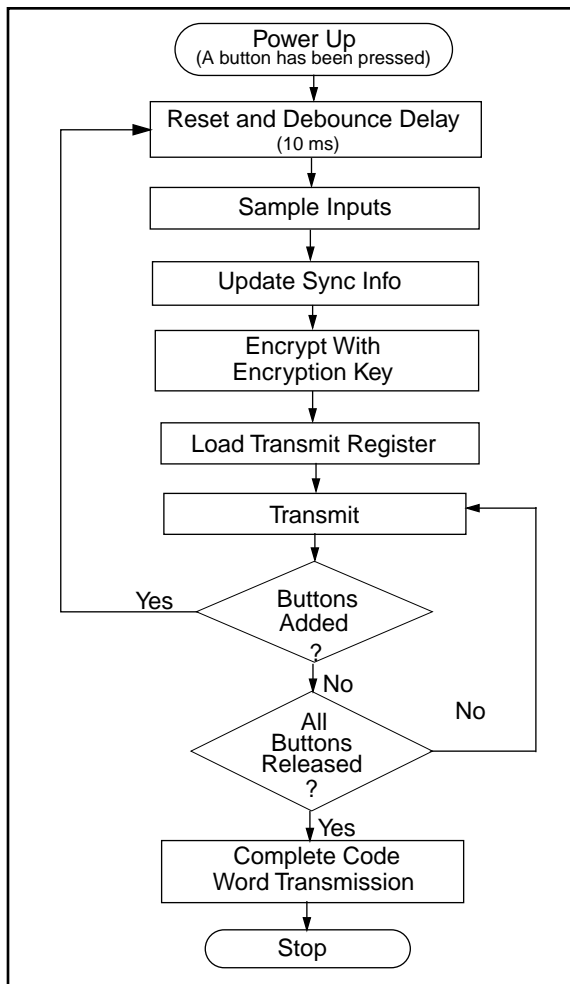 Power Up
(A button has been pressed)
Reset and Debounce Delay
(10 ms)
Sample Inputs
Update Sync Info
Encrypt With
Encryption Key
Load Transmit Register
Transmit
Yes
Buttons
Added
?
No
All
Buttons
Released
?
No
Yes
Complete Code
Word Transmission
Stop